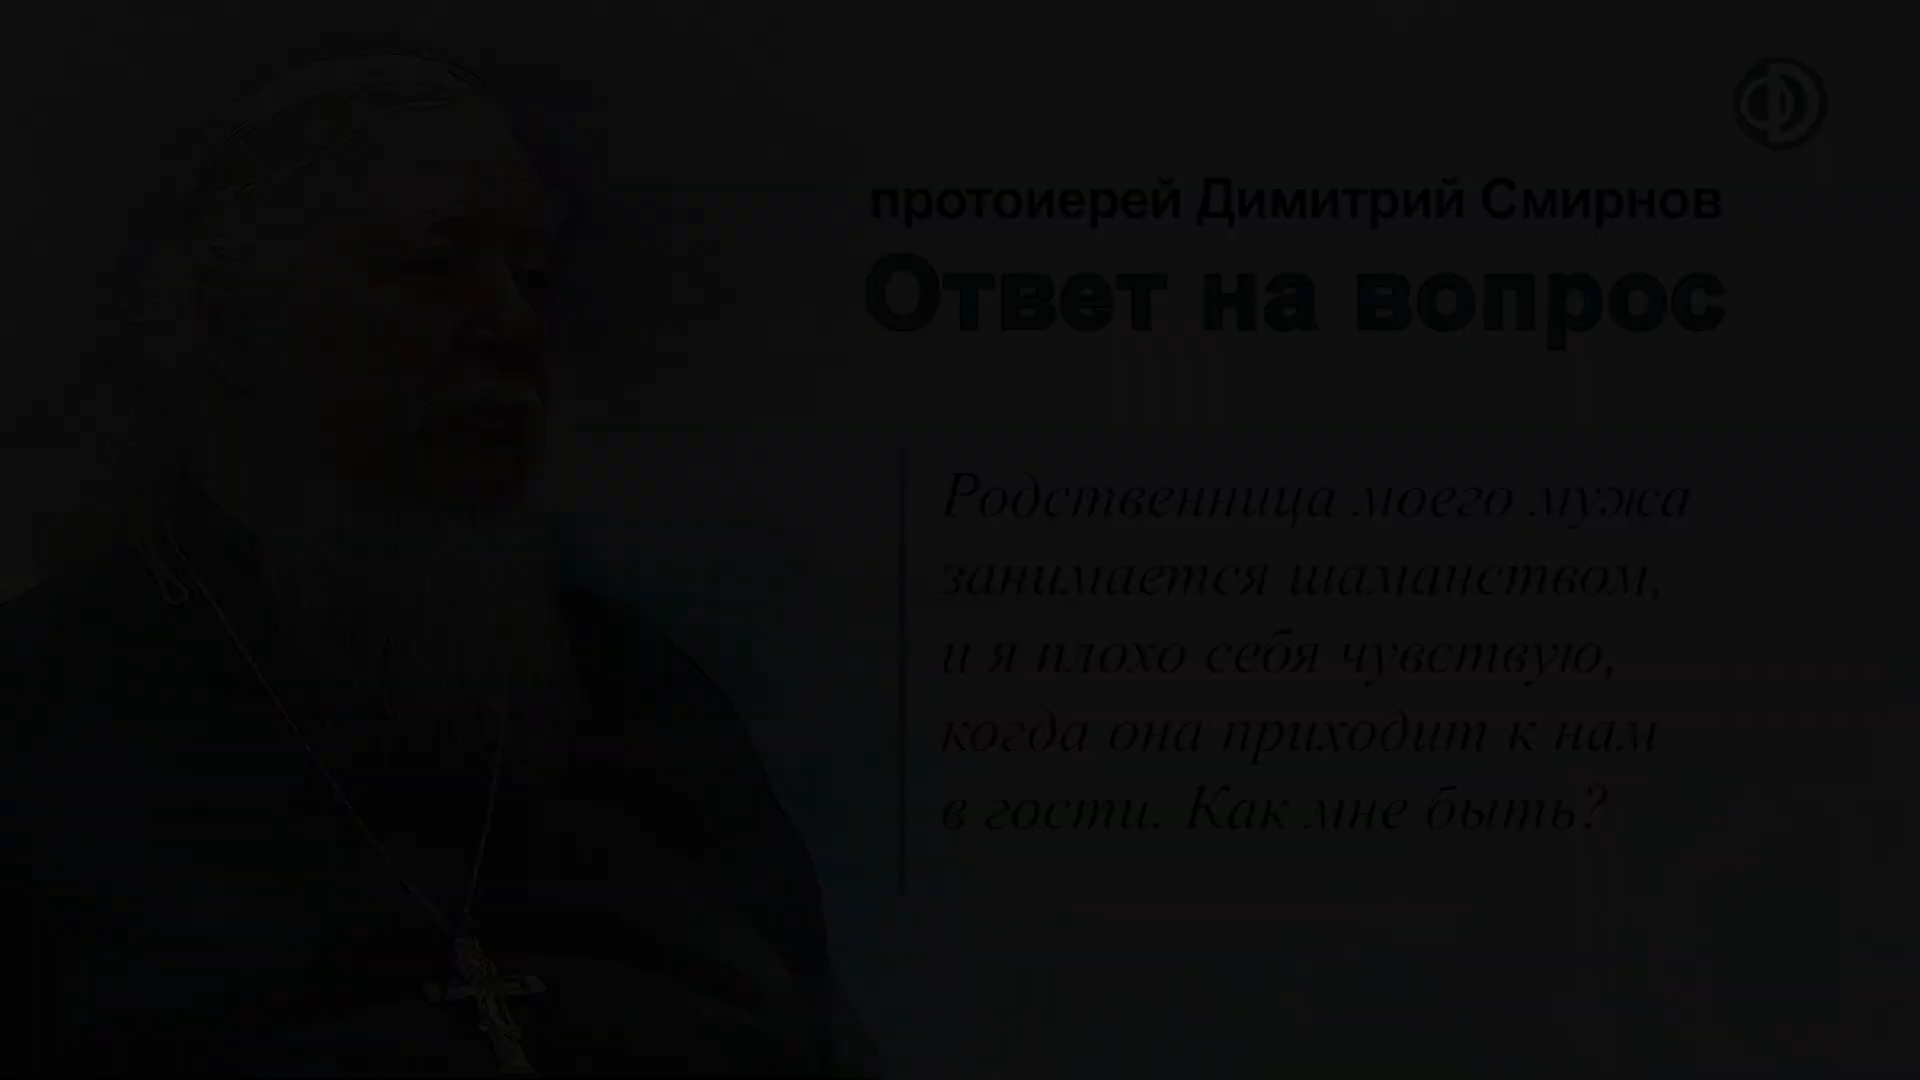 протоиерей Димитрий Смирнов
Ответ на вопрос
Родственница моего мужа
занимается шаманством,
и я плохо себя чувствую,
когда она приходит к нам
в гости. Как мне быть?